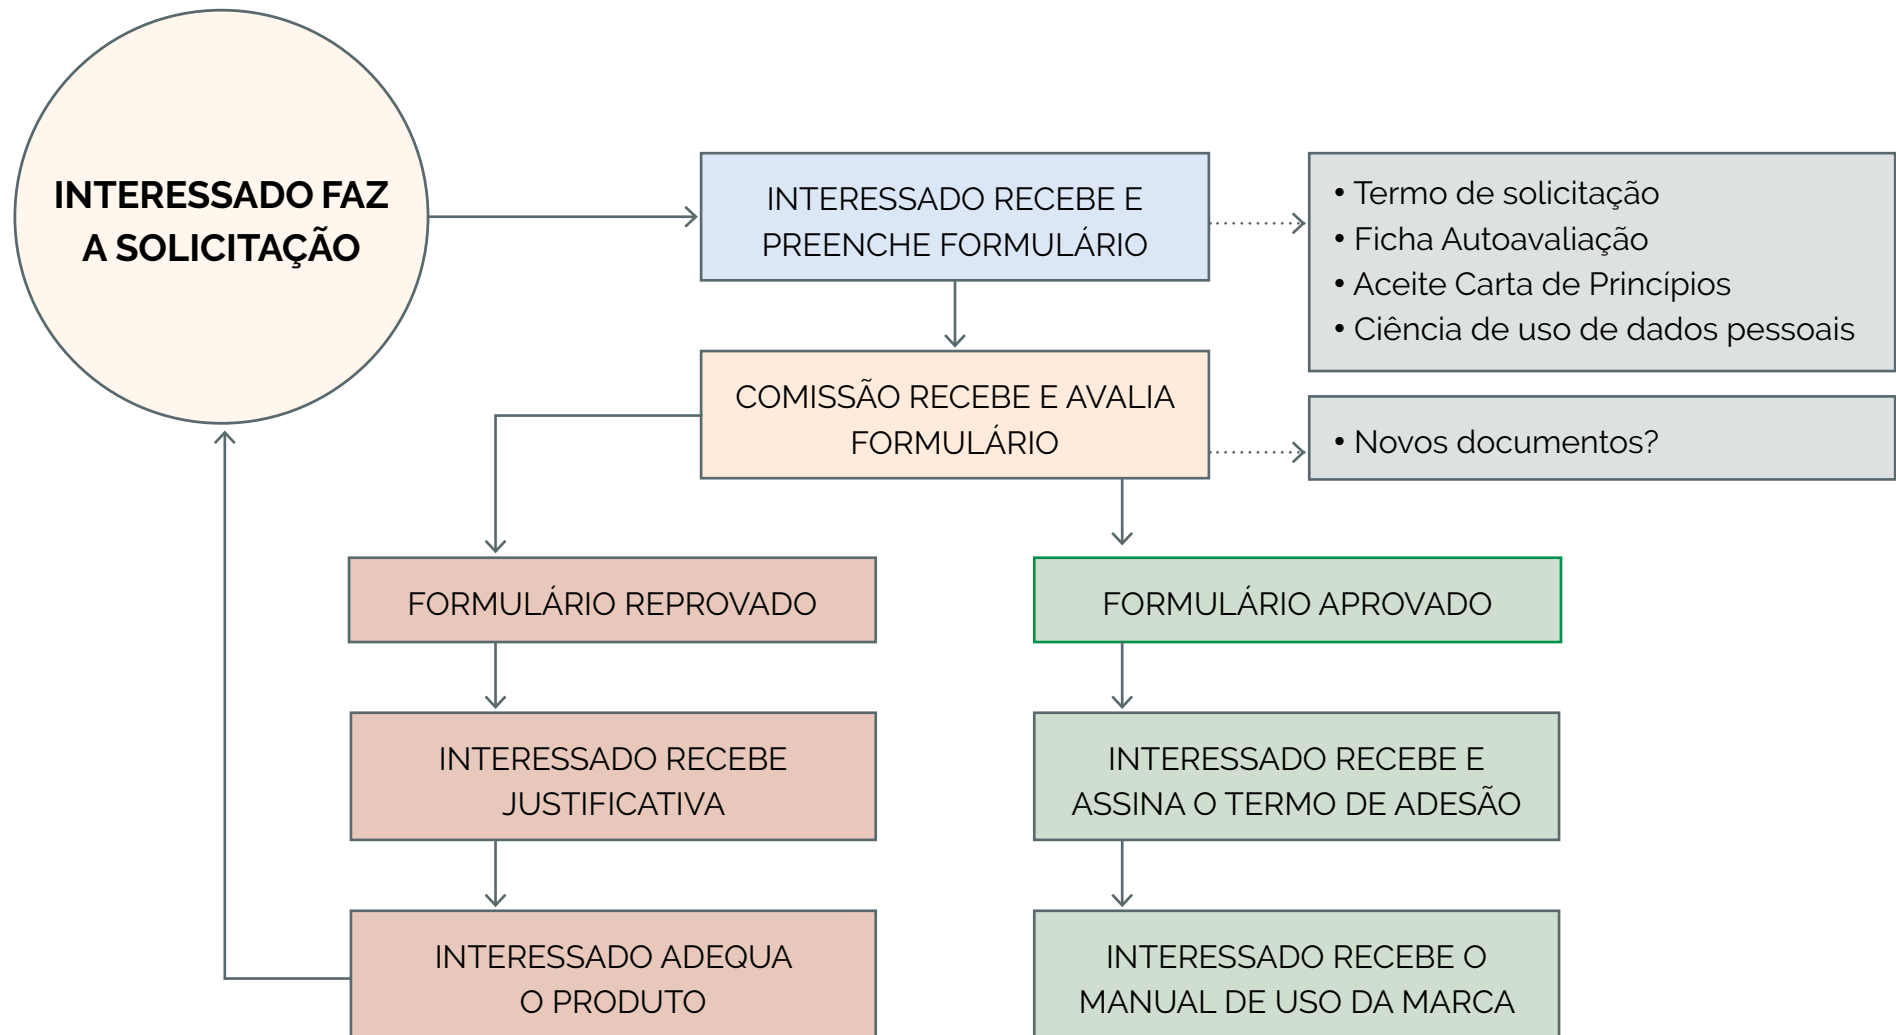 INTERESSADO FAZ
A SOLICITAÇÃO
INTERESSADO RECEBE E
PREENCHE FORMULÁRIO
• Termo de solicitação
• Ficha Autoavaliação
• Aceite Carta de Princípios
• Ciência de uso de dados pessoais
COMISSÃO RECEBE E AVALIA
FORMULÁRIO
• Novos documentos?
FORMULÁRIO REPROVADO
FORMULÁRIO APROVADO
INTERESSADO RECEBE
JUSTIFICATIVA
INTERESSADO RECEBE E
ASSINA O TERMO DE ADESÃO
INTERESSADO ADEQUA
O PRODUTO
INTERESSADO RECEBE O
MANUAL DE USO DA MARCA